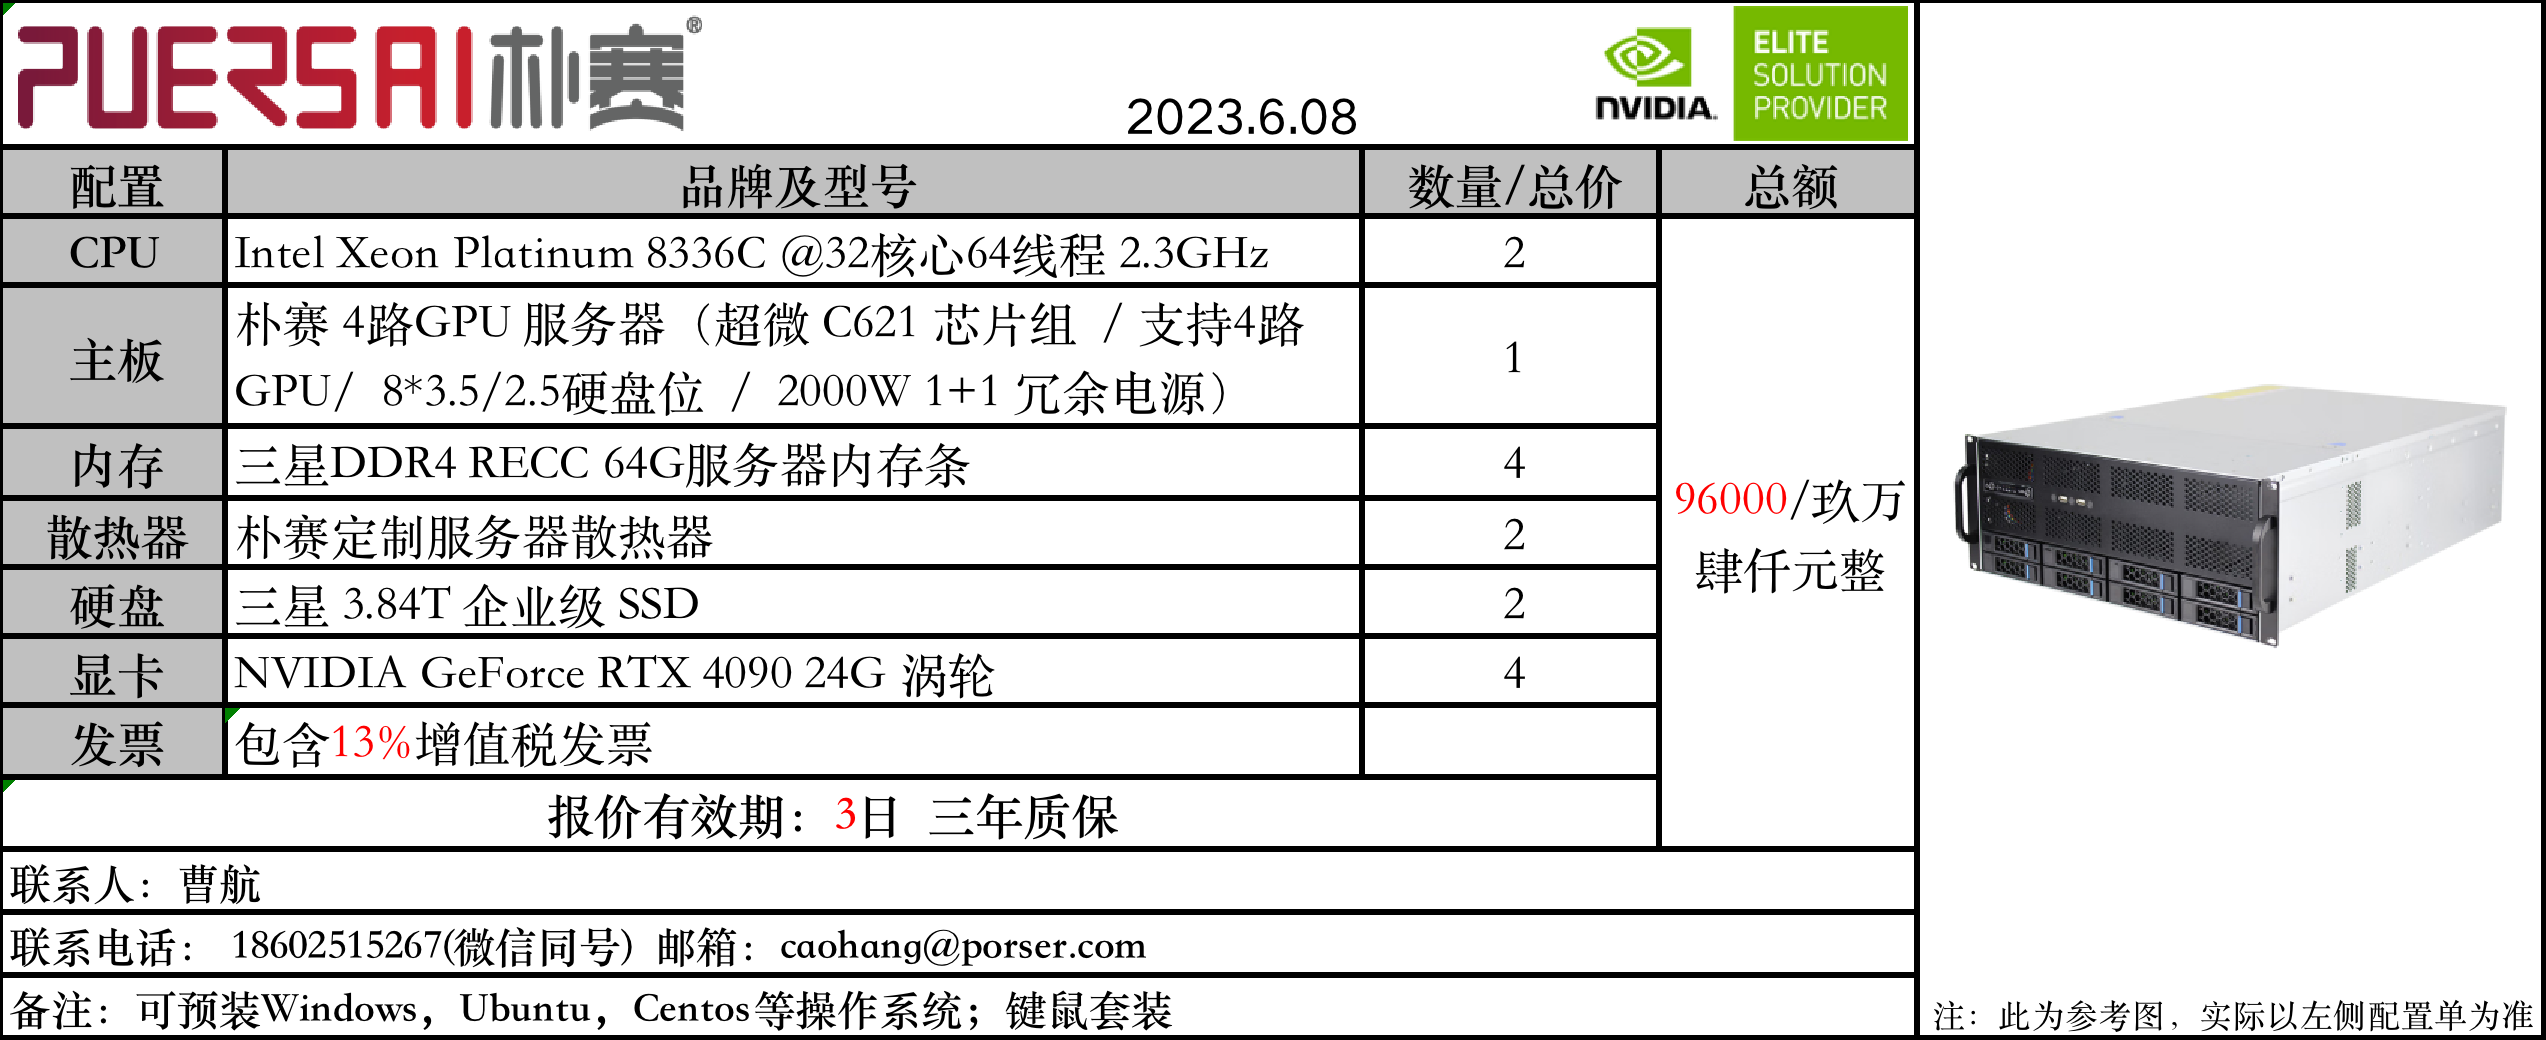 PUERSAI朴赛®
2023.6.08
NVIDIA.
ELITE
SOLUTION
PROVIDER
配置 品牌及型号 数量/总价 总额
CPU Intel Xeon Platinum 8336C @32核心64线程 2.3GHz 2
主板 朴赛 4路GPU 服务器（超微 C621 芯片组 / 支持4路
GPU/ 8*3.5/2.5硬盘位 / 2000W 1+1 冗余电源） 1
内存 三星DDR4 RECC 64G服务器内存条 4
散热器 朴赛定制服务器散热器 2
硬盘 三星 3.84T 企业级 SSD 2
显卡 NVIDIA GeForce RTX 4090 24G 涡轮 4
发票 包含13%增值税发票
96000/玖万
肆仟元整
报价有效期：3日 三年质保
联系人：曹航
联系电话： 18602515267(微信同号) 邮箱：caohang@porser.com
备注：可预装Windows，Ubuntu，Centos等操作系统；键鼠套装
注：此为参考图，实际以左侧配置单为准